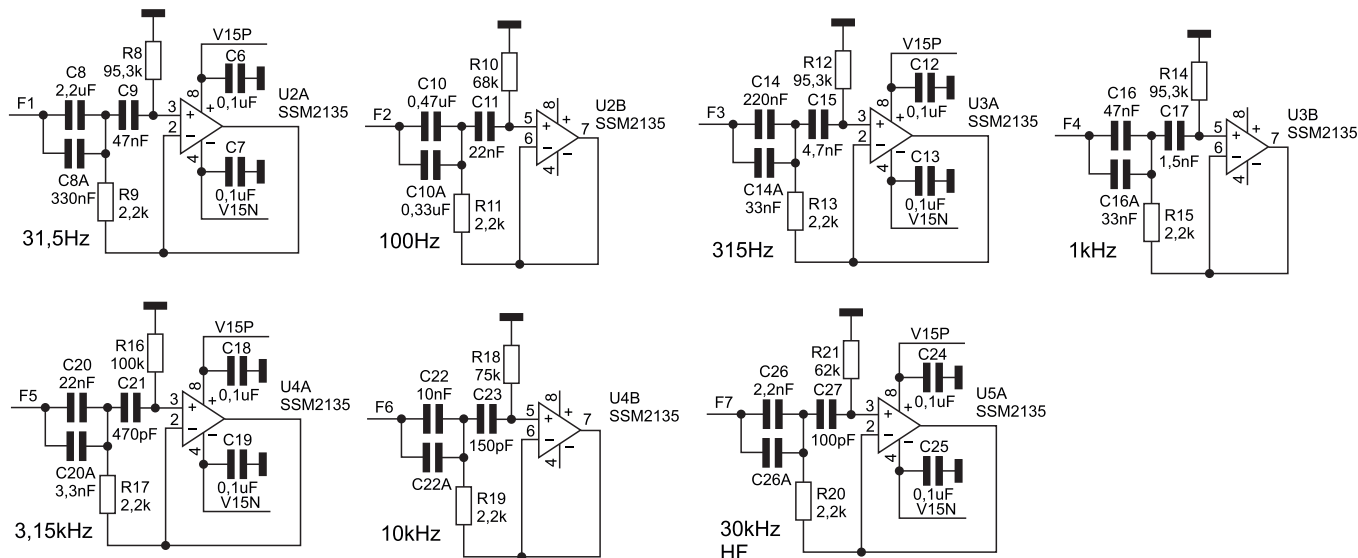 F1
C8
2,2uF
C8A
330nF
C9
47nF
R8
95,3k
R9
2,2k
3
2
8
4
+
−
+
−
V15P
C6
0,1uF
C7
0,1uF
V15N
U2A
SSM2135
31,5Hz
F2
C10
0,47uF
C10A
0,33uF
C11
22nF
R10
68k
R11
2,2k
5
6
8
4
7
+
−
+
−
U2B
SSM2135
100Hz
F3
C14
220nF
C14A
33nF
C15
4,7nF
R12
95,3k
R13
2,2k
3
2
8
4
+
−
+
−
V15P
C12
0,1uF
C13
0,1uF
V15N
U3A
SSM2135
315Hz
F4
C16
47nF
C16A
33nF
C17
1,5nF
R14
95,3k
R15
2,2k
5
6
8
4
7
+
−
+
−
U3B
SSM2135
1kHz
F5
C20
22nF
C20A
3,3nF
C21
470pF
R16
100k
R17
2,2k
3
2
8
4
+
−
+
−
V15P
C18
0,1uF
C19
0,1uF
V15N
U4A
SSM2135
3,15kHz
F6
C22
10nF
C22A
C23
150pF
R18
75k
R19
2,2k
5
6
8
4
7
+
−
+
−
U4B
SSM2135
10kHz
F7
C26
2,2nF
C26A
C27
100pF
R21
62k
R20
2,2k
3
2
8
4
+
−
+
−
V15P
C24
0,1uF
C25
0,1uF
V15N
U5A
SSM2135
30kHz
HF